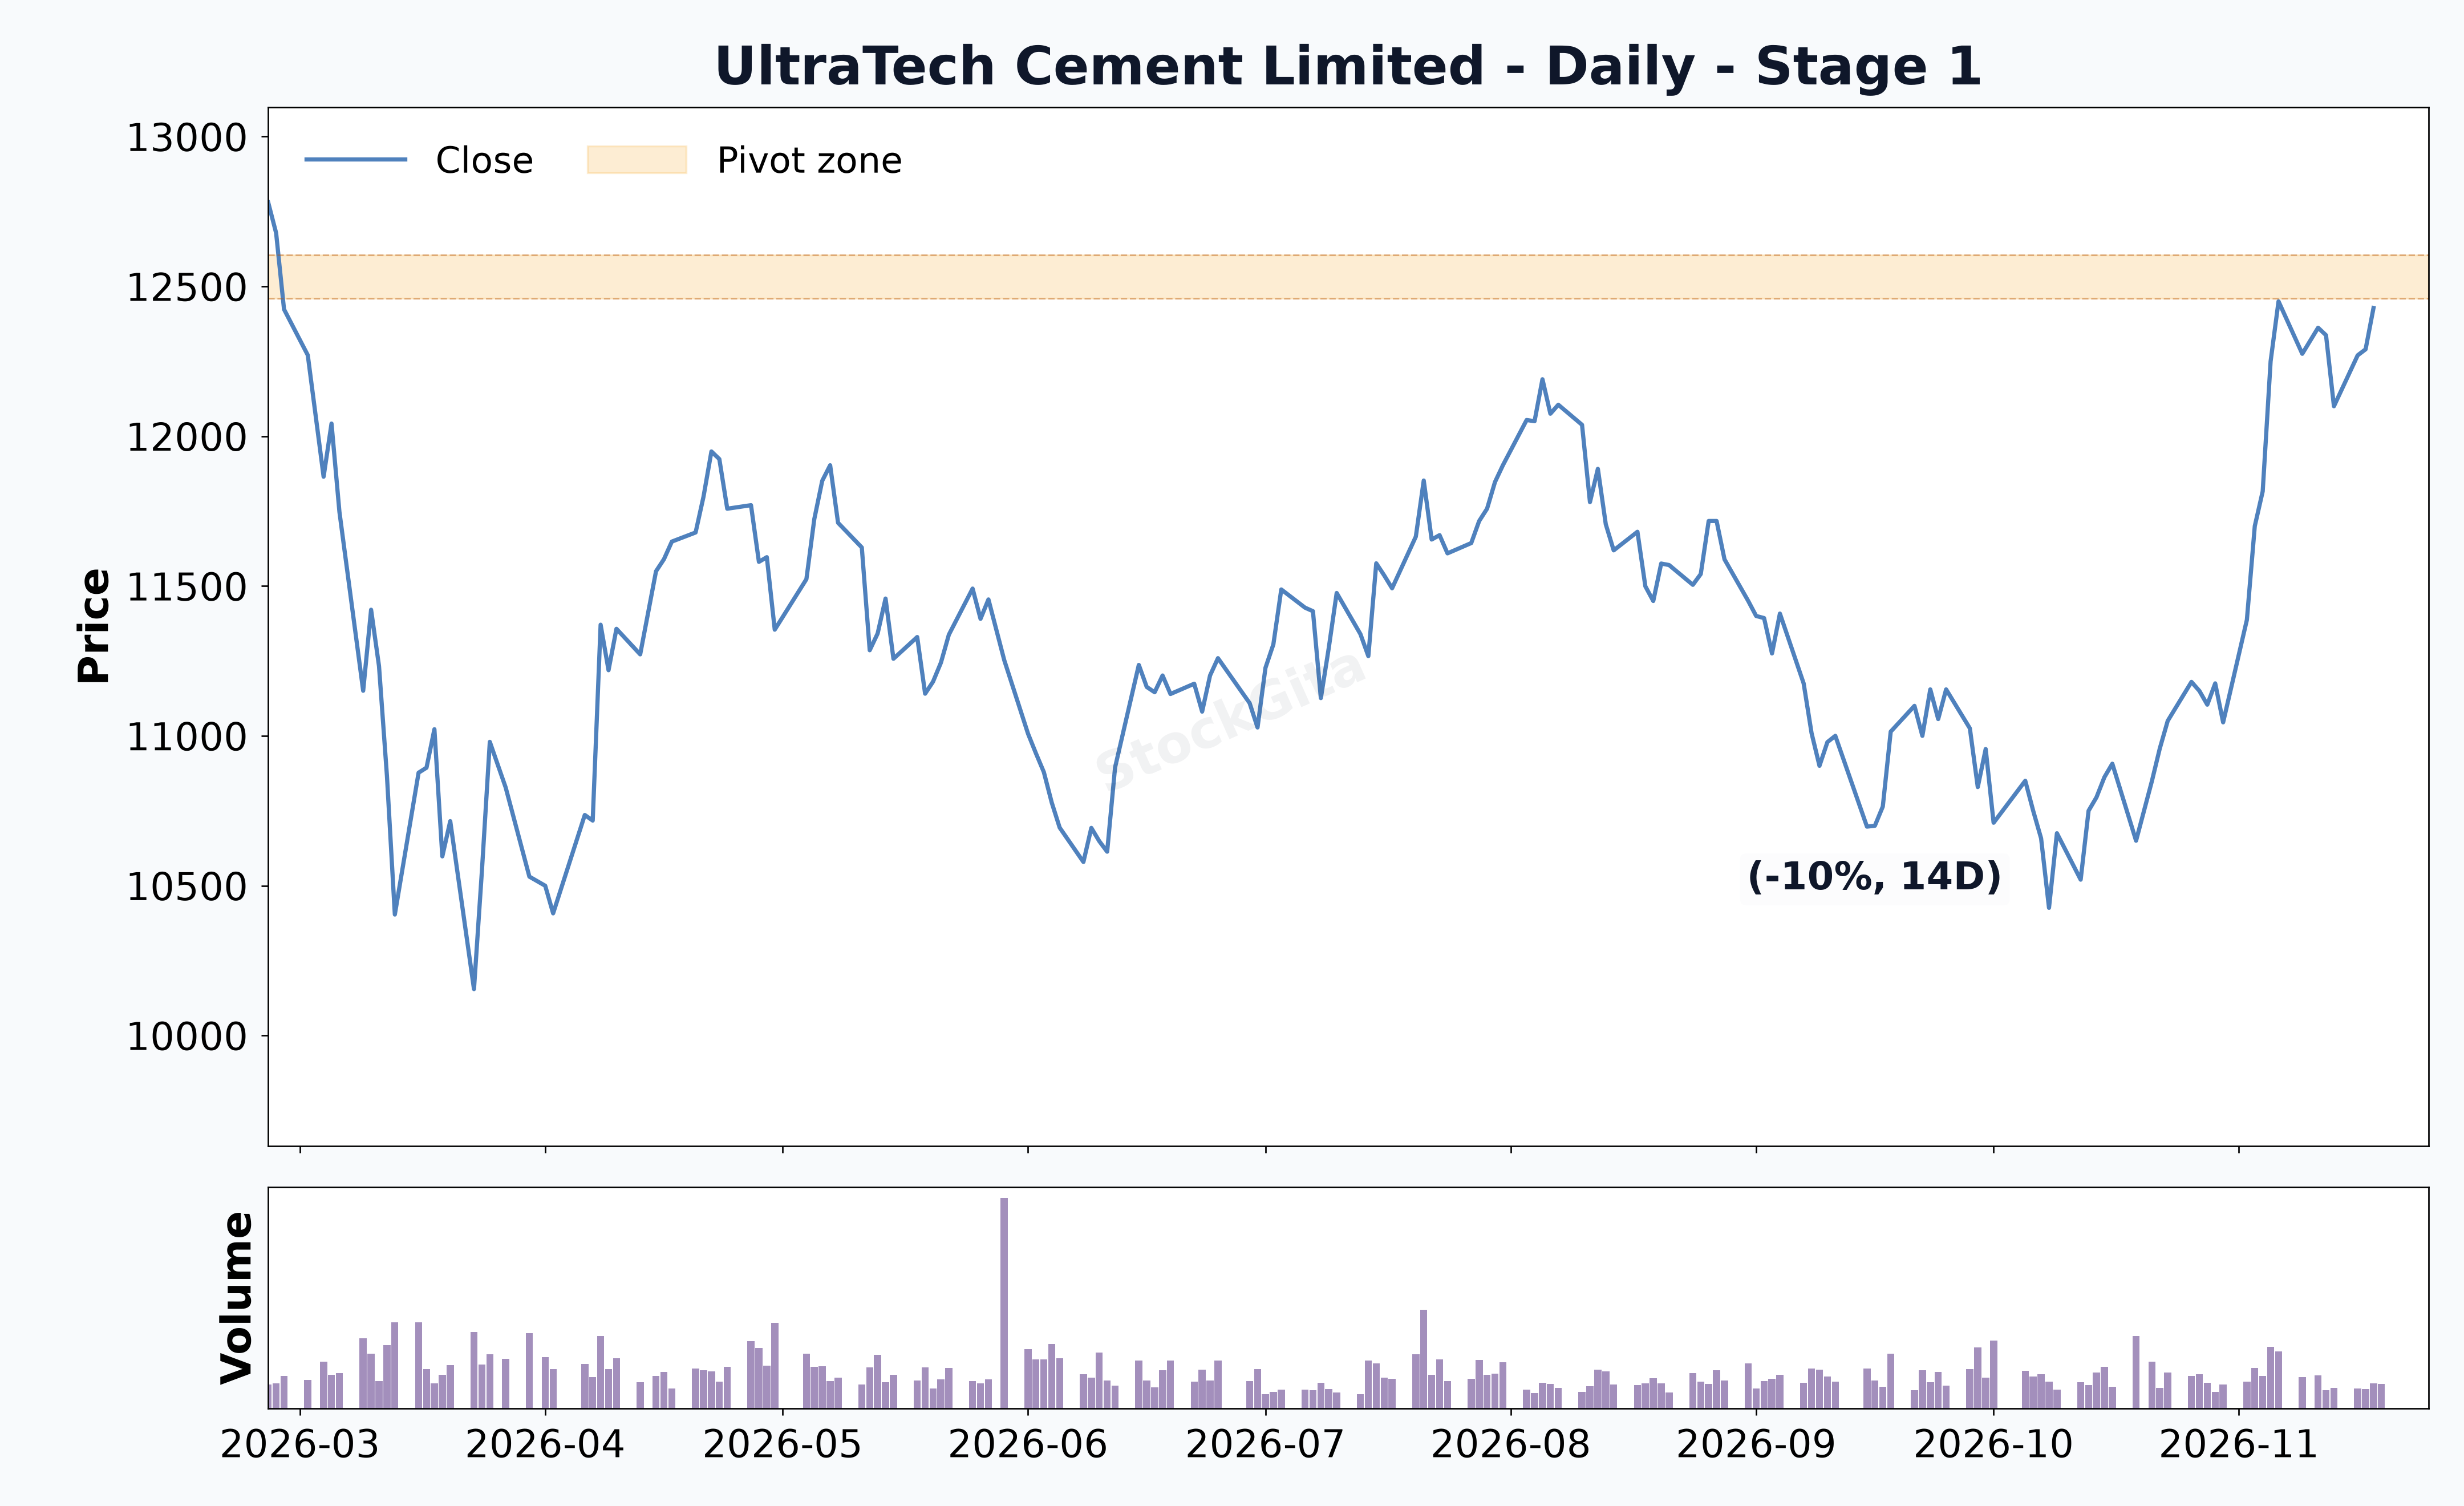 UltraTech Cement Limited - Daily - Stage 1
Close
Pivot zone
13000
12500
12000
11500
11000
10500
10000
Price
StockGita
(-10%, 14D)
Volume
2026-03
2026-04
2026-05
2026-06
2026-07
2026-08
2026-09
2026-10
2026-11